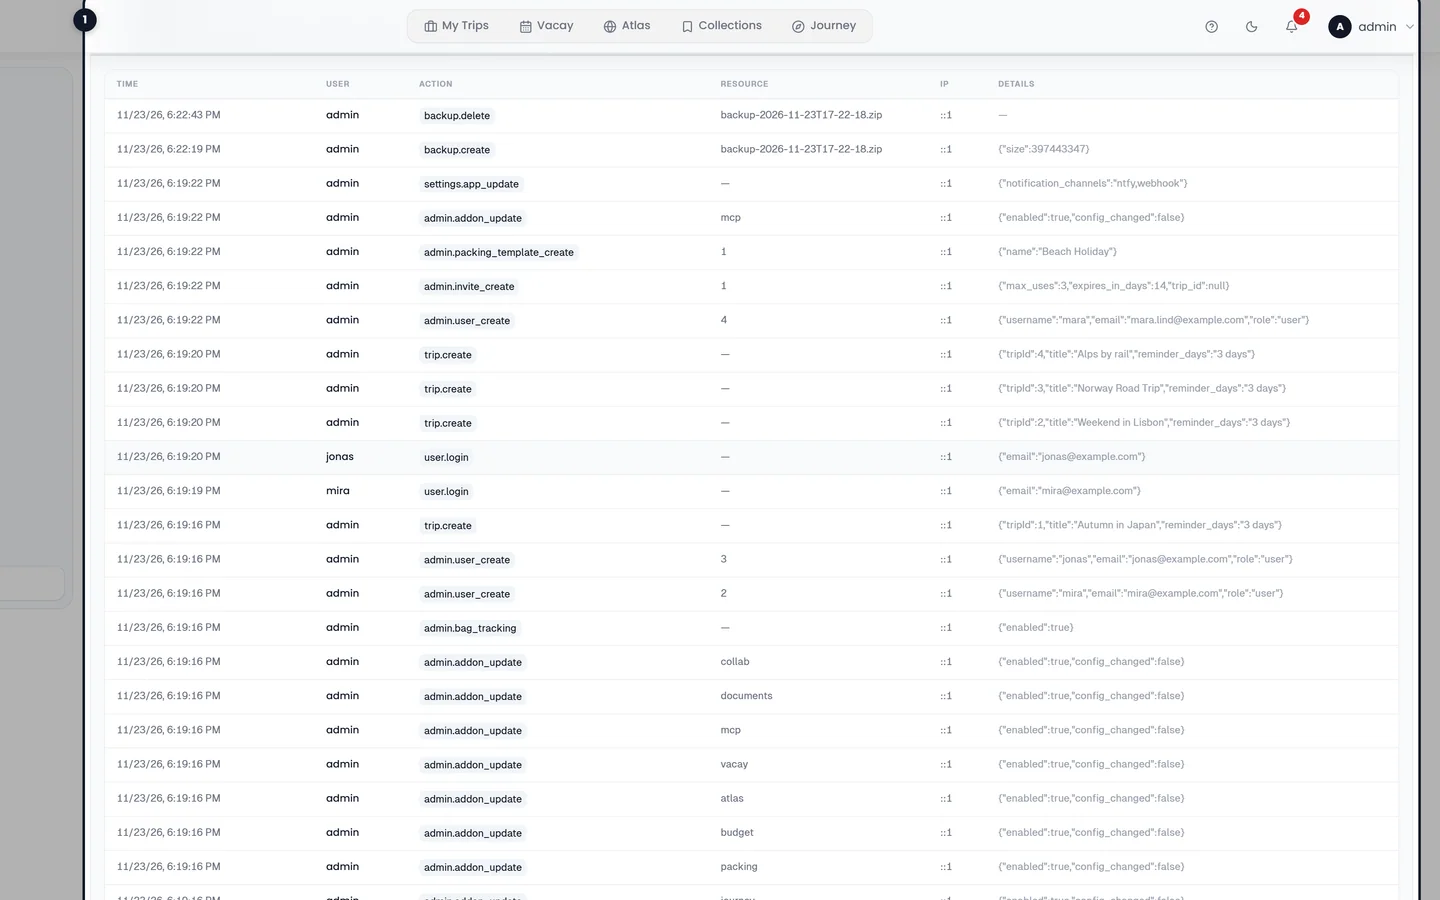 1
My Trips Vacay Atlas Collections Journey 4 A admin
TIME USER ACTION RESOURCE IP DETAILS
11/23/26, 6:22:43 PM admin backup.delete backup-2026-11-23T17-22-18.zip ::1 —
11/23/26, 6:22:19 PM admin backup.create backup-2026-11-23T17-22-18.zip ::1 {"size":397443347}
11/23/26, 6:19:22 PM admin settings.app_update — ::1 {"notification_channels":"ntfy,webhook"}
11/23/26, 6:19:22 PM admin admin.addon_update mcp ::1 {"enabled":true,"config_changed":false}
11/23/26, 6:19:22 PM admin admin.packing_template_create 1 ::1 {"name":"Beach Holiday"}
11/23/26, 6:19:22 PM admin admin.invite_create 1 ::1 {"max_uses":3,"expires_in_days":14,"trip_id":null}
11/23/26, 6:19:22 PM admin admin.user_create 4 ::1 {"username":"mara","email":"mara.lind@example.com","role":"user"}
11/23/26, 6:19:20 PM admin trip.create — ::1 {"tripId":4,"title":"Alps by rail","reminder_days":"3 days"}
11/23/26, 6:19:20 PM admin trip.create — ::1 {"tripId":3,"title":"Norway Road Trip","reminder_days":"3 days"}
11/23/26, 6:19:20 PM admin trip.create — ::1 {"tripId":2,"title":"Weekend in Lisbon","reminder_days":"3 days"}
11/23/26, 6:19:20 PM jonas user.login — ::1 {"email":"jonas@example.com"}
11/23/26, 6:19:19 PM mira user.login — ::1 {"email":"mira@example.com"}
11/23/26, 6:19:16 PM admin trip.create — ::1 {"tripId":1,"title":"Autumn in Japan","reminder_days":"3 days"}
11/23/26, 6:19:16 PM admin admin.user_create 3 ::1 {"username":"jonas","email":"jonas@example.com","role":"user"}
11/23/26, 6:19:16 PM admin admin.user_create 2 ::1 {"username":"mira","email":"mira@example.com","role":"user"}
11/23/26, 6:19:16 PM admin admin.bag_tracking — ::1 {"enabled":true}
11/23/26, 6:19:16 PM admin admin.addon_update collab ::1 {"enabled":true,"config_changed":false}
11/23/26, 6:19:16 PM admin admin.addon_update documents ::1 {"enabled":true,"config_changed":false}
11/23/26, 6:19:16 PM admin admin.addon_update mcp ::1 {"enabled":true,"config_changed":false}
11/23/26, 6:19:16 PM admin admin.addon_update vacay ::1 {"enabled":true,"config_changed":false}
11/23/26, 6:19:16 PM admin admin.addon_update atlas ::1 {"enabled":true,"config_changed":false}
11/23/26, 6:19:16 PM admin admin.addon_update budget ::1 {"enabled":true,"config_changed":false}
11/23/26, 6:19:16 PM admin admin.addon_update packing ::1 {"enabled":true,"config_changed":false}